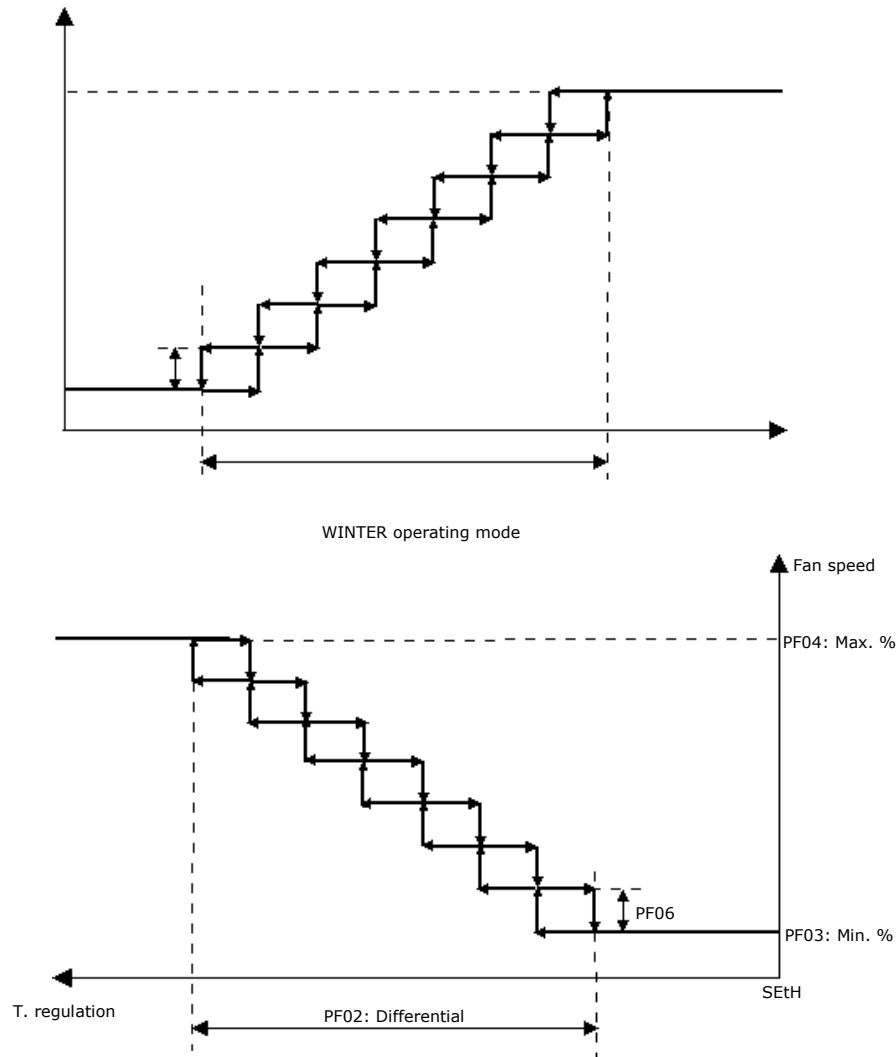 WINTER operating mode
Fan speed
PF04: Max. %
PF06
PF03: Min. %
SEtH
T. regulation
PF02: Differential